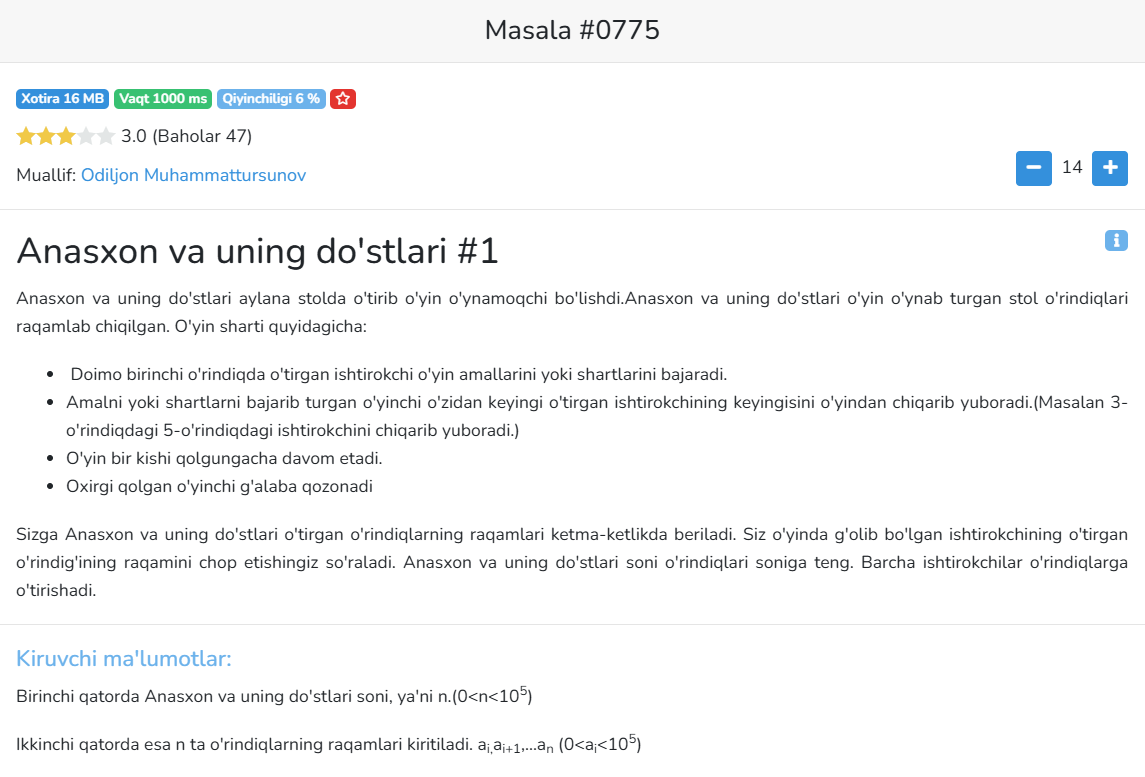 Masala #0775
Xotira 16 MB Vaqt 1000 ms Qiyinchiligi 6 %
3.0 (Baholar 47)
Muallif: Odiljon Muhammattursunov
14
Anasxon va uning do'stlari #1
Anasxon va uning do'stlari aylana stolda o'tirib o'yin o'ynamoqchi bo'lishdi.Anasxon va uning do'stlari o'yin o'ynab turgan stol o'rindiqlari
raqamlab chiqilgan. O'yin sharti quyidagicha:
Doimo birinchi o'rindiqda o'tirgan ishtirokchi o'yin amallarini yoki shartlarini bajaradi.
Amalni yoki shartlarni bajarib turgan o'yinchi o'zidan keyingi o'tirgan ishtirokchining keyingisini o'yindan chiqarib yuboradi.(Masalan 3-
o'rindiqdagi 5-o'rindiqdagi ishtirokchini chiqarib yuboradi.)
O'yin bir kishi qolgungacha davom etadi.
Oxirgi qolgan o'yinchi g'alaba qozonadi
Sizga Anasxon va uning do'stlari o'tirgan o'rindiqlarning raqamlari ketma-ketlikda beriladi. Siz o'yinda g'olib bo'lgan ishtirokchining o'tirgan
o'rindig'ining raqamini chop etishingiz so'raladi. Anasxon va uning do'stlari soni o'rindiqlari soniga teng. Barcha ishtirokchilar o'rindiqlarga
o'tirishadi.
Kiruvchi ma'lumotlar:
Birinchi qatorda Anasxon va uning do'stlari soni, ya'ni n.(0<n<10⁵)
Ikkinchi qatorda esa n ta o'rindiqlarning raqamlari kiritiladi. aᵢ,aᵢ₊₁,...aₙ (0<aᵢ<10⁵)